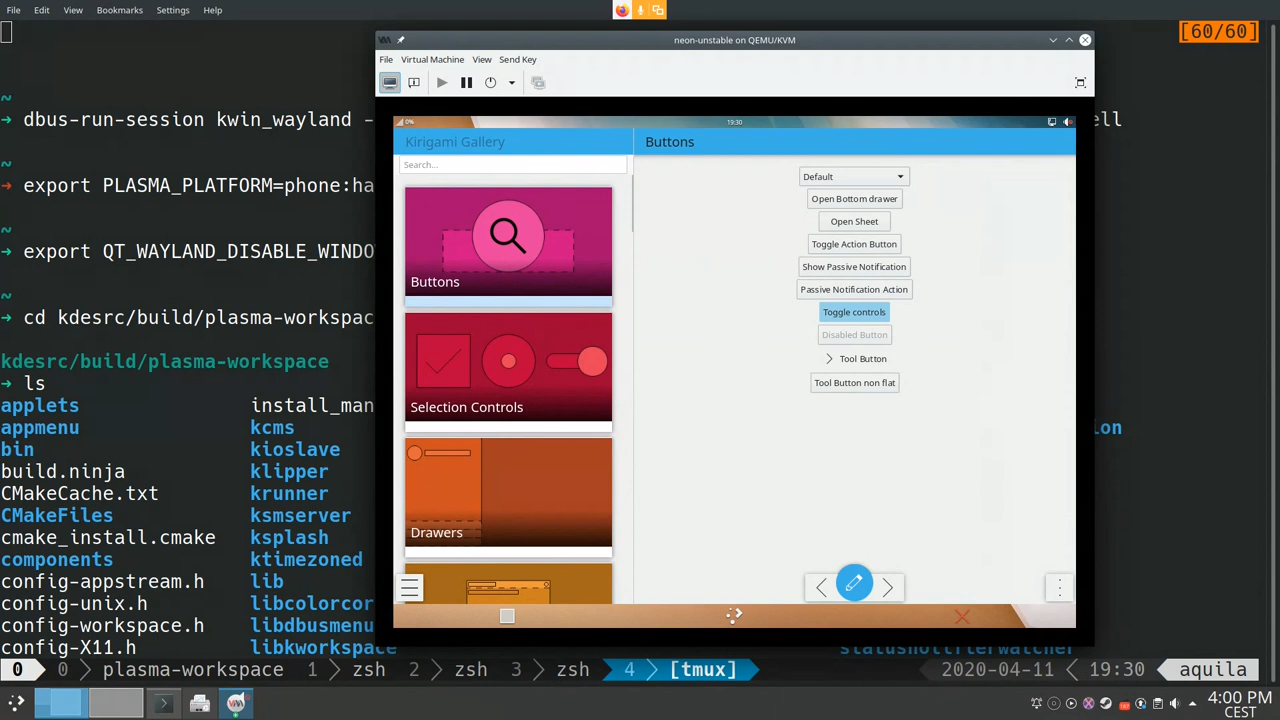 File Edit View Bookmarks Settings Help
[60/60]
~
➜ dbus-run-session kwin_wayland -
ell
~
➜ export PLASMA_PLATFORM=phone:ha
~
➜ export QT_WAYLAND_DISABLE_WINDO
~
➜ cd kdesrc/build/plasma-workspac
kdesrc/build/plasma-workspace
➜ ls
applets install_man
appmenu kcms
ion
bin kioslave
build.ninja klipper
CMakeCache.txt krunner
CMakeFiles ksmserver
cmake_install.cmake ksplash
components ktimezoned
config-appstream.h lib
config-unix.h libcolorcor
config-workspace.h libdbusmenu
config-X11.h libkworkspace
statusnotifierwatcher
neon-unstable on QEMU/KVM
File Virtual Machine View Send Key
0% 19:30
Kirigami Gallery
Buttons
Search...
Buttons
Selection Controls
Drawers
Default
Open Bottom drawer
Open Sheet
Toggle Action Button
Show Passive Notification
Passive Notification Action
Toggle controls
Disabled Button
Tool Button
Tool Button non flat
0 0 plasma-workspace 1 zsh 2 zsh 3 zsh 4 [tmux] 2020-04-11 19:30 aquila
4:00 PM
CEST